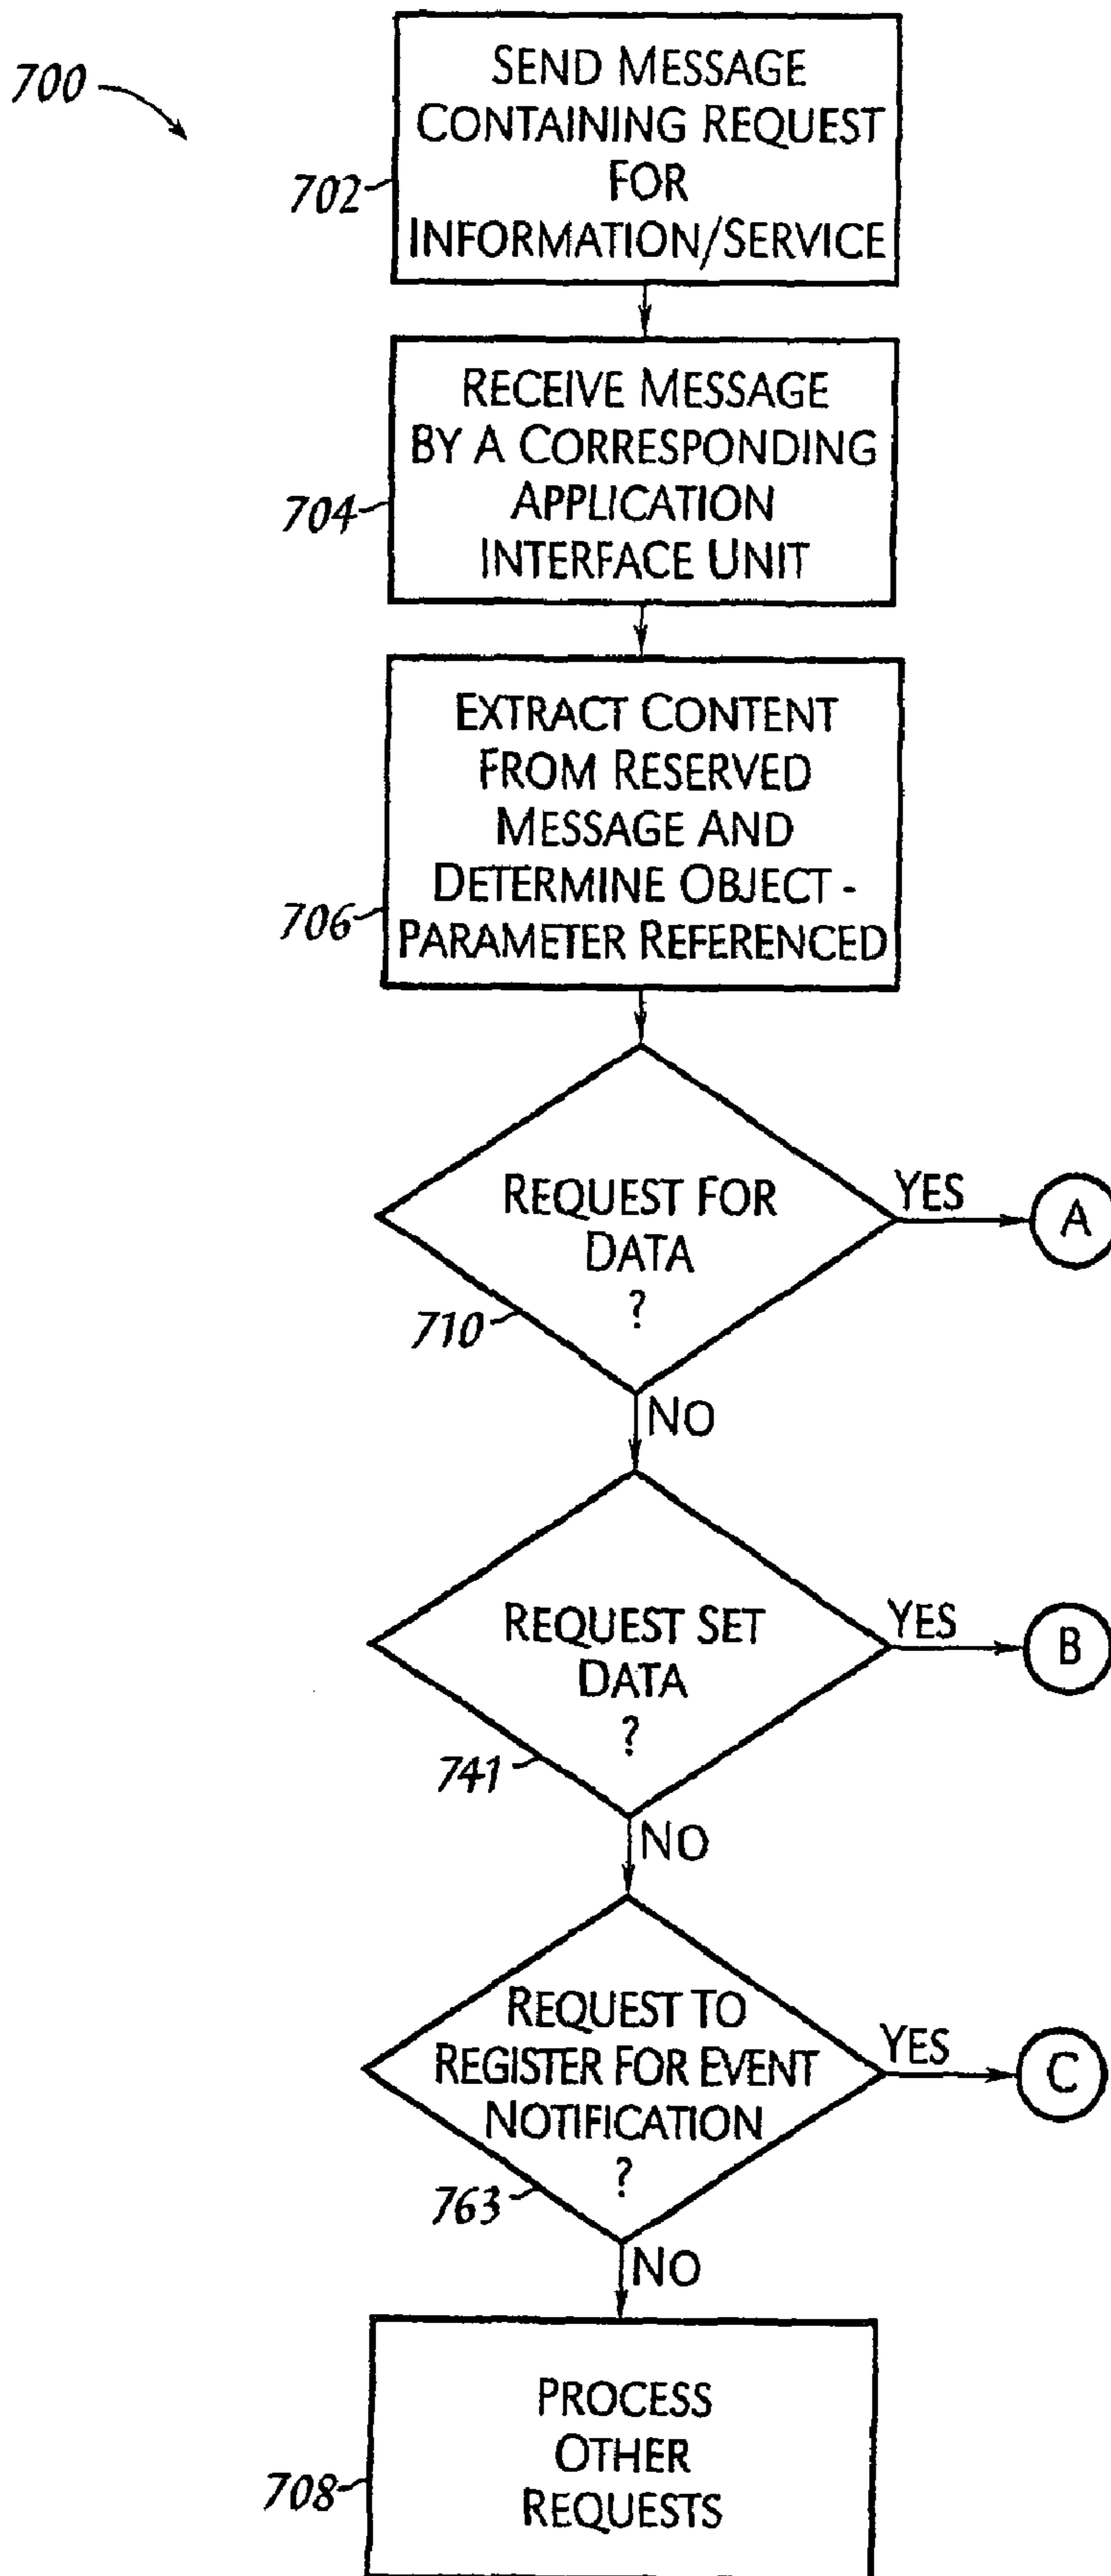 700
SEND MESSAGE
CONTAINING REQUEST
FOR
INFORMATION/SERVICE
702
RECEIVE MESSAGE
BY A CORRESPONDING
APPLICATION
INTERFACE UNIT
704
EXTRACT CONTENT
FROM RESERVED
MESSAGE AND
DETERMINE OBJECT -
PARAMETER REFERENCED
706
REQUEST FOR
DATA
?
710
YES
A
NO
REQUEST SET
DATA
?
741
YES
B
NO
REQUEST TO
REGISTER FOR EVENT
NOTIFICATION
?
763
YES
C
NO
PROCESS
OTHER
REQUESTS
708